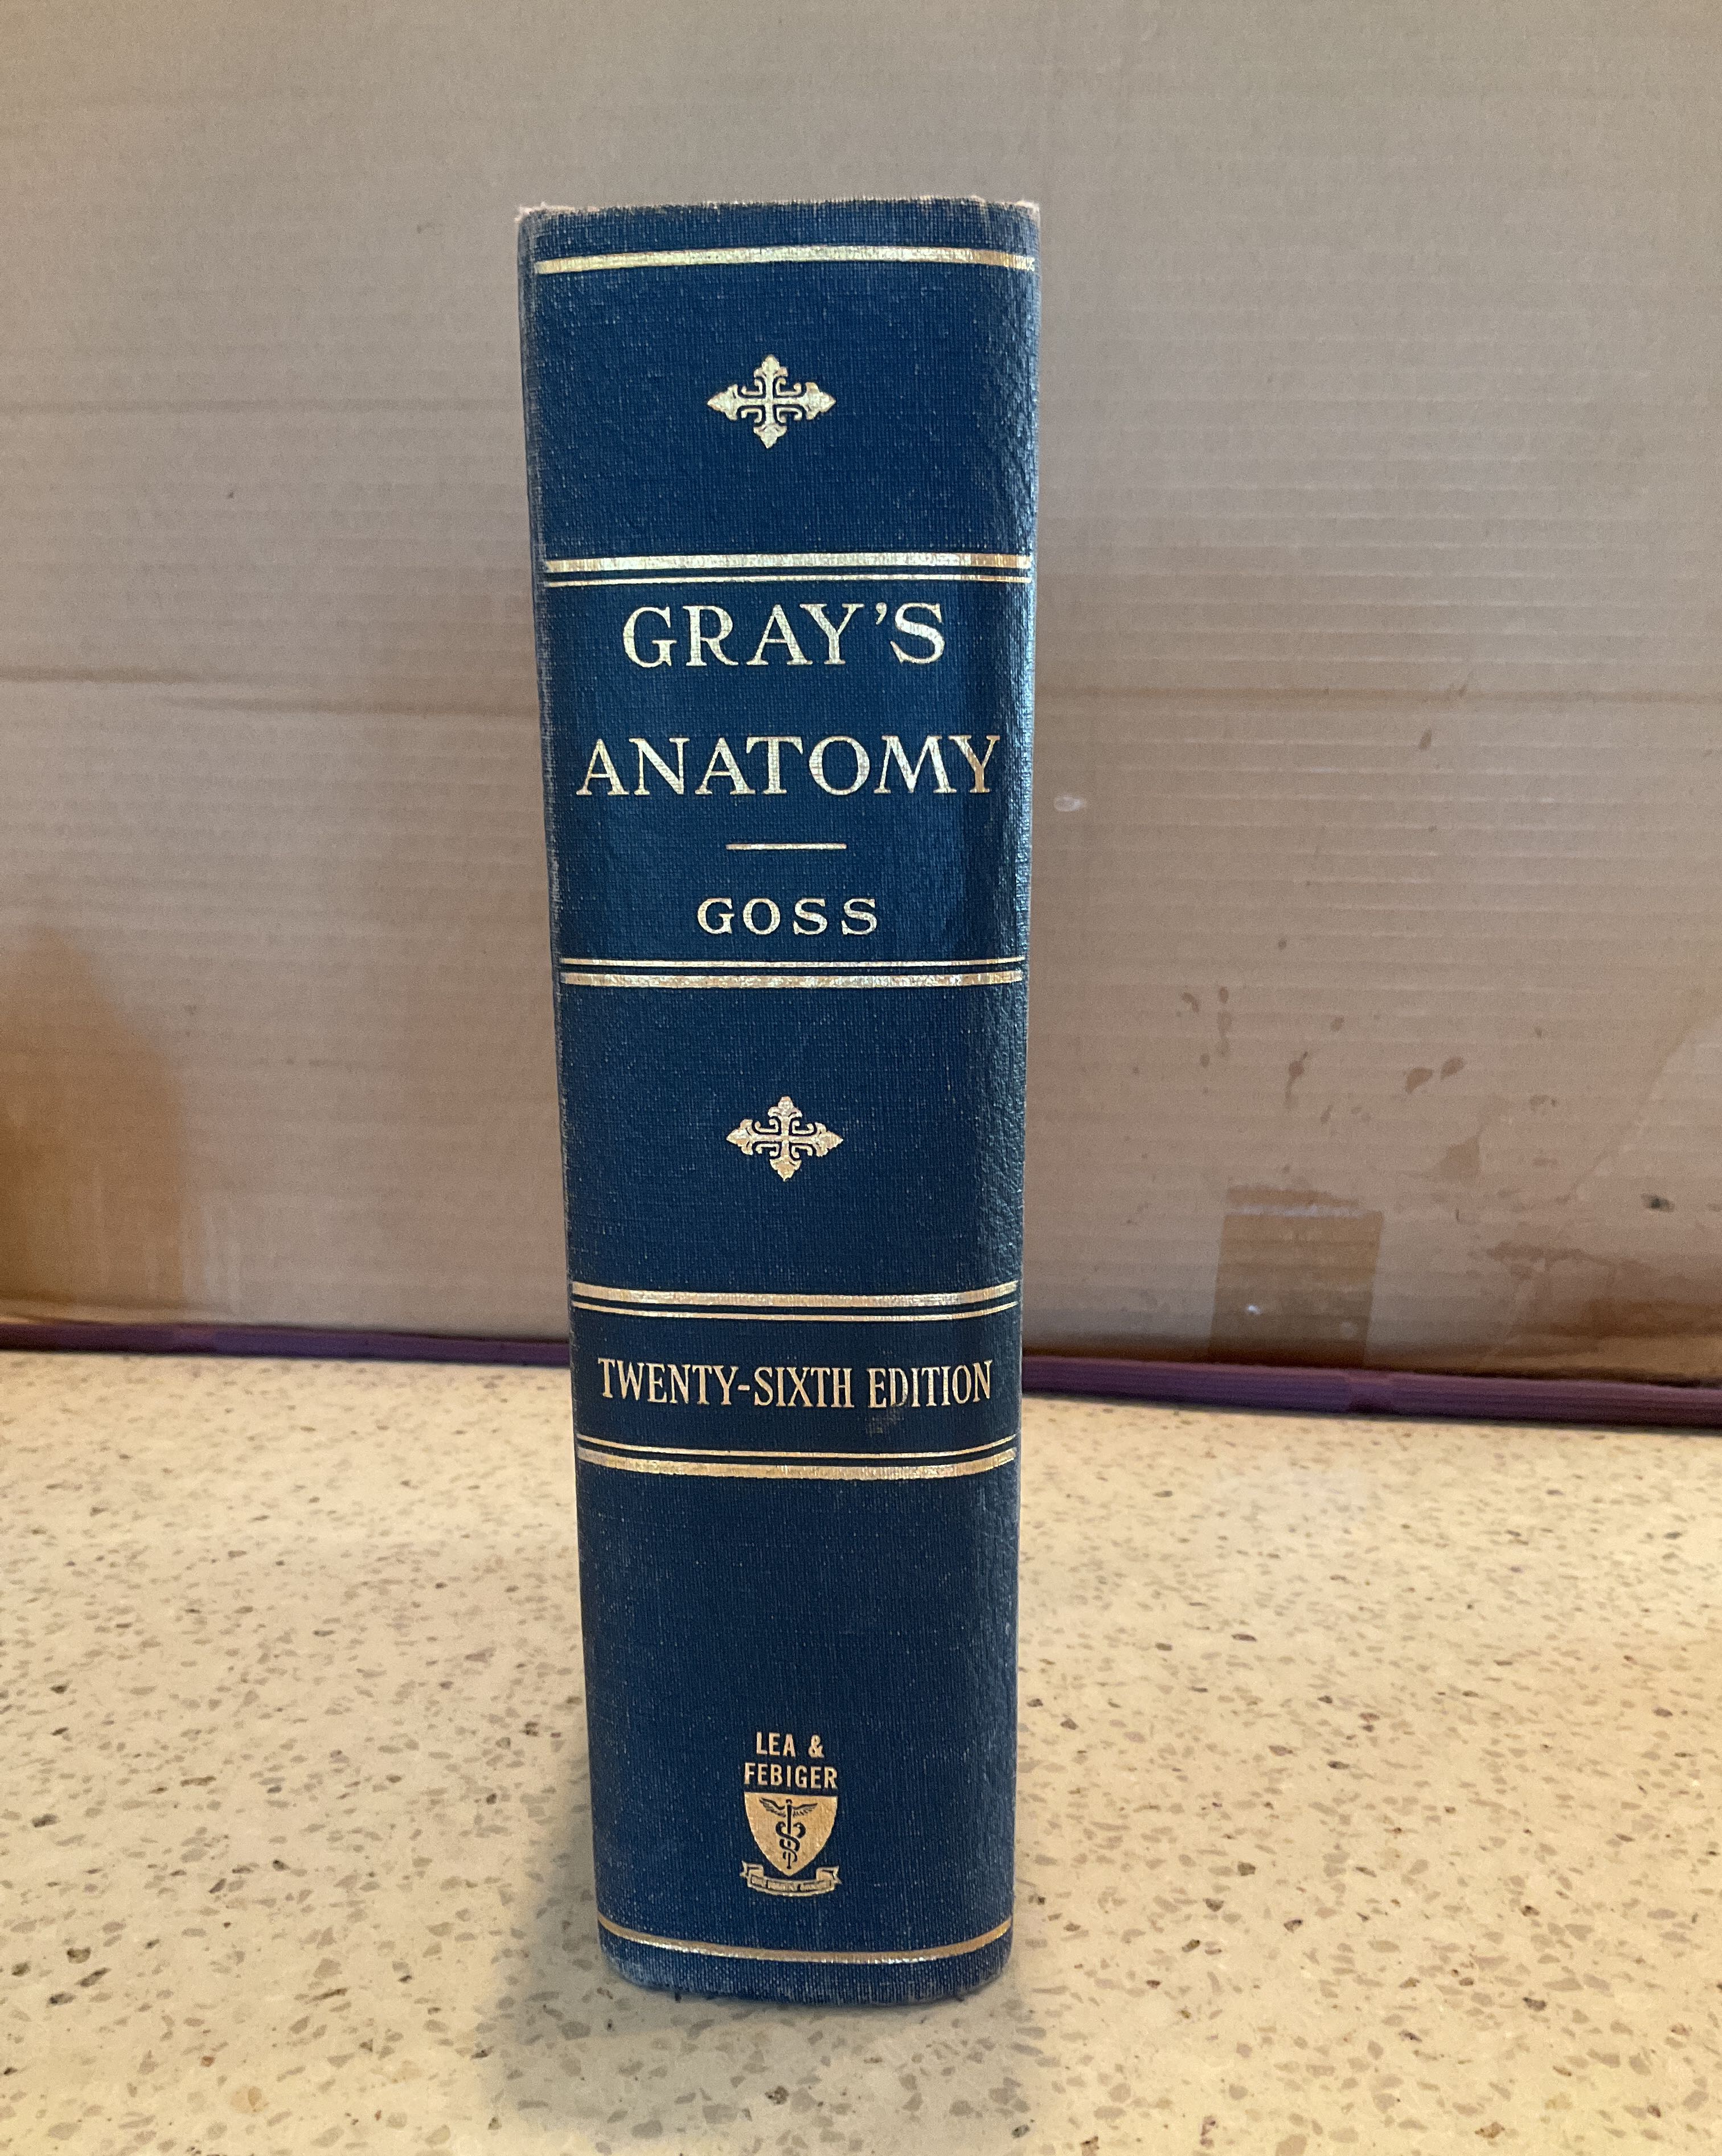 GRAY'S
ANATOMY
GOSS
TWENTY-SIXTH EDITION
LEA &
FEBIGER